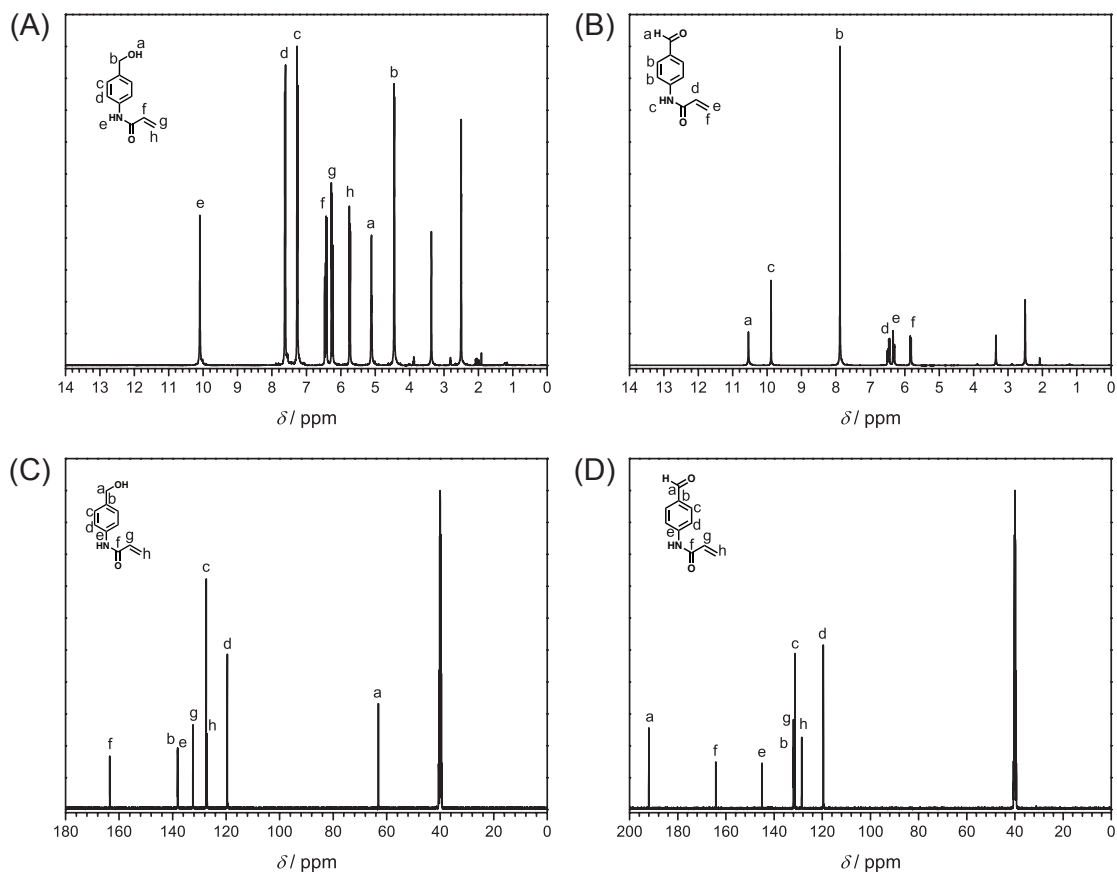 (A)
a
OH
b
c
d
f
e
HN
g
O
h
e
d
c
f
g
h
a
b
14 13 12 11 10 9 8 7 6 5 4 3 2 1 0
δ / ppm
(B)
a H O
b
b
d
c HN e
f
O
a
c
b
d
e
f
14 13 12 11 10 9 8 7 6 5 4 3 2 1 0
δ / ppm
(C)
a OH
b
c
d
e
g
HN f h
O
f
b
e
g
c
h
d
a
180 160 140 120 100 80 60 40 20 0
δ / ppm
(D)
H O
a
b
c
d
e
g
HN f h
O
a
f
e
g
b
c
h
d
200 180 160 140 120 100 80 60 40 20 0
δ / ppm